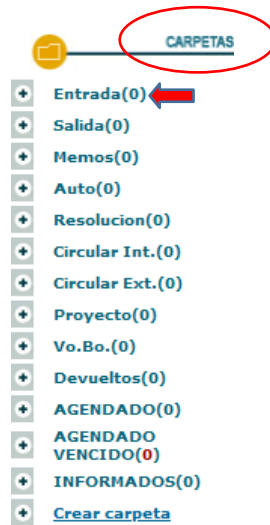 CARPETAS
Entrada(0)
Salida(0)
Memos(0)
Auto(0)
Resolucion(0)
Circular Int.(0)
Circular Ext.(0)
Proyecto(0)
Vo.Bo.(0)
Devueltos(0)
AGENDADO(0)
AGENDADO
VENCIDO(0)
INFORMADOS(0)
Crear carpeta